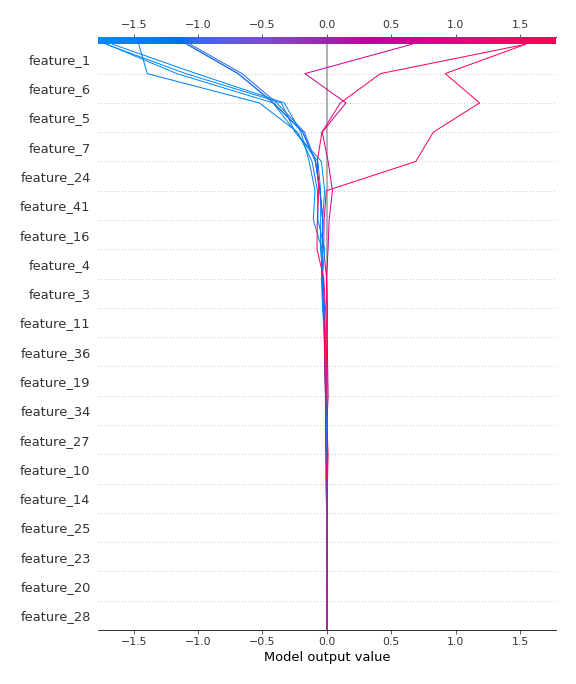 −1.5 −1.0 −0.5 0.0 0.5 1.0 1.5
feature_1
feature_6
feature_5
feature_7
feature_24
feature_41
feature_16
feature_4
feature_3
feature_11
feature_36
feature_19
feature_34
feature_27
feature_10
feature_14
feature_25
feature_23
feature_20
feature_28
−1.5 −1.0 −0.5 0.0 0.5 1.0 1.5
Model output value